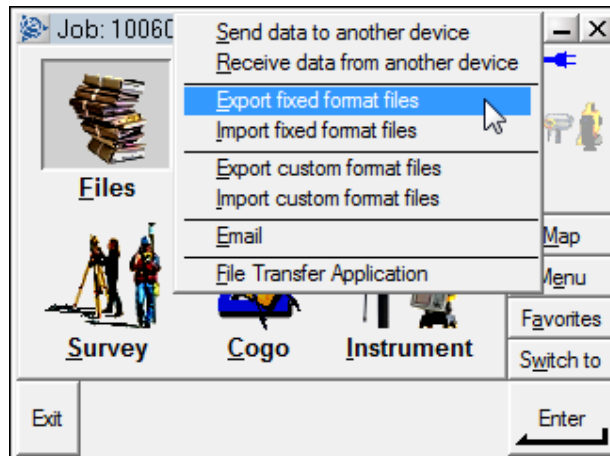 Job: 10060
Send data to another device
Receive data from another device
Export fixed format files
Import fixed format files
Export custom format files
Import custom format files
Email
File Transfer Application
Files
Map
Menu
Favorites
Survey
Cogo
Instrument
Switch to
Exit
Enter